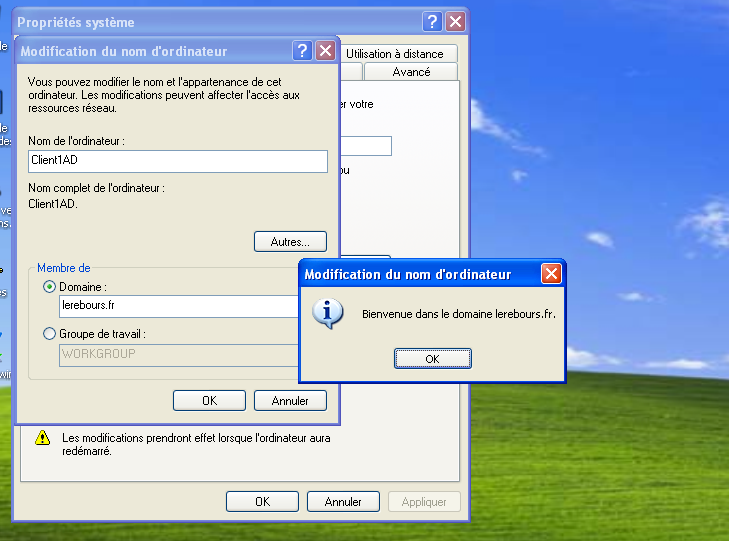 Propriétés système
Modification du nom d'ordinateur
Utilisation à distance
Avancé
Vous pouvez modifier le nom et l'appartenance de cet
ordinateur. Les modifications peuvent affecter l'accès aux
ressources réseau.
er votre
Nom de l'ordinateur :
Client1AD
ou
Nom complet de l'ordinateur :
Client1AD.
Autres...
Membre de
Domaine :
lerebours.fr
Groupe de travail :
WORKGROUP
OK
Annuler
Modification du nom d'ordinateur
Bienvenue dans le domaine lerebours.fr.
OK
Les modifications prendront effet lorsque l'ordinateur aura
redémarré.
OK
Annuler
Appliquer